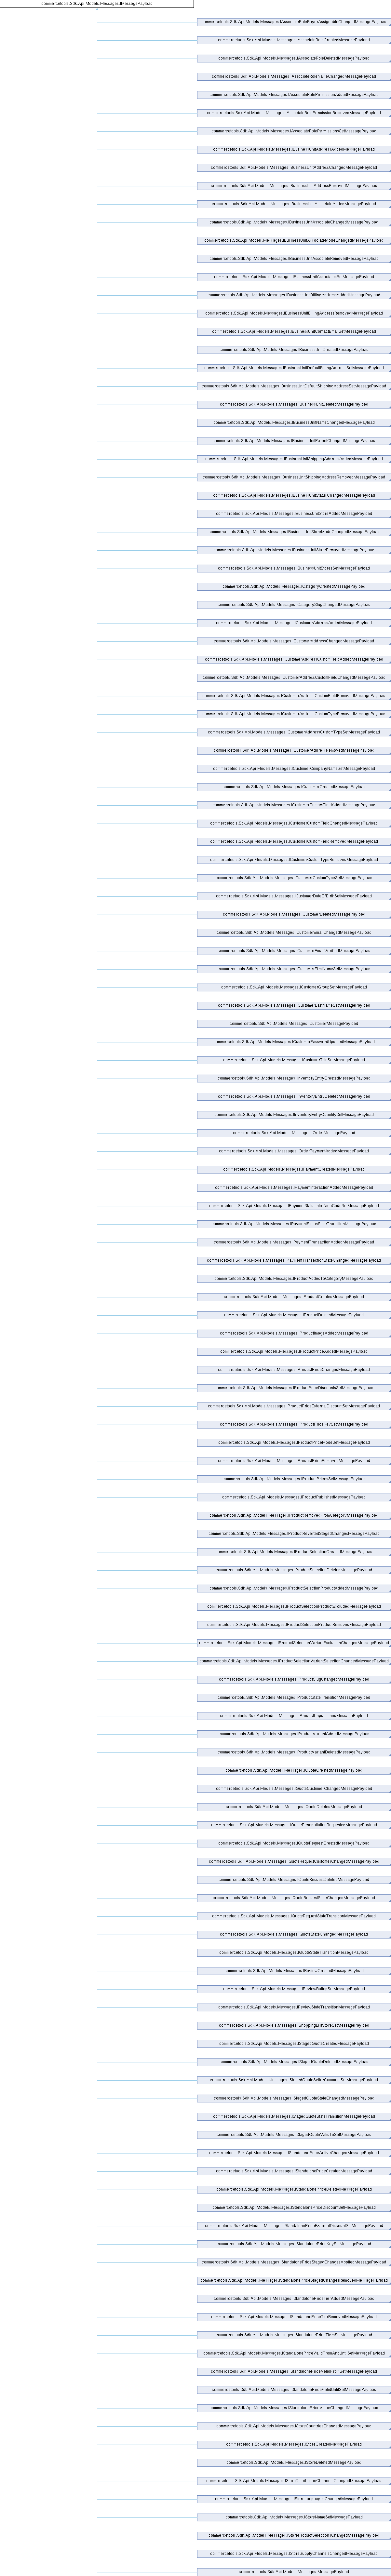 commercetools.Sdk.Api.Models.Messages.IMessagePayload
commercetools.Sdk.Api.Models.Messages.IAssociateRoleBuyerAssignableChangedMessagePayload
commercetools.Sdk.Api.Models.Messages.IAssociateRoleCreatedMessagePayload
commercetools.Sdk.Api.Models.Messages.IAssociateRoleDeletedMessagePayload
commercetools.Sdk.Api.Models.Messages.IAssociateRoleNameChangedMessagePayload
commercetools.Sdk.Api.Models.Messages.IAssociateRolePermissionAddedMessagePayload
commercetools.Sdk.Api.Models.Messages.IAssociateRolePermissionRemovedMessagePayload
commercetools.Sdk.Api.Models.Messages.IAssociateRolePermissionsSetMessagePayload
commercetools.Sdk.Api.Models.Messages.IBusinessUnitAddressAddedMessagePayload
commercetools.Sdk.Api.Models.Messages.IBusinessUnitAddressChangedMessagePayload
commercetools.Sdk.Api.Models.Messages.IBusinessUnitAddressRemovedMessagePayload
commercetools.Sdk.Api.Models.Messages.IBusinessUnitAssociateAddedMessagePayload
commercetools.Sdk.Api.Models.Messages.IBusinessUnitAssociateChangedMessagePayload
commercetools.Sdk.Api.Models.Messages.IBusinessUnitAssociateModeChangedMessagePayload
commercetools.Sdk.Api.Models.Messages.IBusinessUnitAssociateRemovedMessagePayload
commercetools.Sdk.Api.Models.Messages.IBusinessUnitAssociatesSetMessagePayload
commercetools.Sdk.Api.Models.Messages.IBusinessUnitBillingAddressAddedMessagePayload
commercetools.Sdk.Api.Models.Messages.IBusinessUnitBillingAddressRemovedMessagePayload
commercetools.Sdk.Api.Models.Messages.IBusinessUnitContactEmailSetMessagePayload
commercetools.Sdk.Api.Models.Messages.IBusinessUnitCreatedMessagePayload
commercetools.Sdk.Api.Models.Messages.IBusinessUnitDefaultBillingAddressSetMessagePayload
commercetools.Sdk.Api.Models.Messages.IBusinessUnitDefaultShippingAddressSetMessagePayload
commercetools.Sdk.Api.Models.Messages.IBusinessUnitDeletedMessagePayload
commercetools.Sdk.Api.Models.Messages.IBusinessUnitNameChangedMessagePayload
commercetools.Sdk.Api.Models.Messages.IBusinessUnitParentChangedMessagePayload
commercetools.Sdk.Api.Models.Messages.IBusinessUnitShippingAddressAddedMessagePayload
commercetools.Sdk.Api.Models.Messages.IBusinessUnitShippingAddressRemovedMessagePayload
commercetools.Sdk.Api.Models.Messages.IBusinessUnitStatusChangedMessagePayload
commercetools.Sdk.Api.Models.Messages.IBusinessUnitStoreAddedMessagePayload
commercetools.Sdk.Api.Models.Messages.IBusinessUnitStoreModeChangedMessagePayload
commercetools.Sdk.Api.Models.Messages.IBusinessUnitStoreRemovedMessagePayload
commercetools.Sdk.Api.Models.Messages.IBusinessUnitStoresSetMessagePayload
commercetools.Sdk.Api.Models.Messages.ICategoryCreatedMessagePayload
commercetools.Sdk.Api.Models.Messages.ICategorySlugChangedMessagePayload
commercetools.Sdk.Api.Models.Messages.ICustomerAddressAddedMessagePayload
commercetools.Sdk.Api.Models.Messages.ICustomerAddressChangedMessagePayload
commercetools.Sdk.Api.Models.Messages.ICustomerAddressCustomFieldAddedMessagePayload
commercetools.Sdk.Api.Models.Messages.ICustomerAddressCustomFieldChangedMessagePayload
commercetools.Sdk.Api.Models.Messages.ICustomerAddressCustomFieldRemovedMessagePayload
commercetools.Sdk.Api.Models.Messages.ICustomerAddressCustomTypeRemovedMessagePayload
commercetools.Sdk.Api.Models.Messages.ICustomerAddressCustomTypeSetMessagePayload
commercetools.Sdk.Api.Models.Messages.ICustomerAddressRemovedMessagePayload
commercetools.Sdk.Api.Models.Messages.ICustomerCompanyNameSetMessagePayload
commercetools.Sdk.Api.Models.Messages.ICustomerCreatedMessagePayload
commercetools.Sdk.Api.Models.Messages.ICustomerCustomFieldAddedMessagePayload
commercetools.Sdk.Api.Models.Messages.ICustomerCustomFieldChangedMessagePayload
commercetools.Sdk.Api.Models.Messages.ICustomerCustomFieldRemovedMessagePayload
commercetools.Sdk.Api.Models.Messages.ICustomerCustomTypeRemovedMessagePayload
commercetools.Sdk.Api.Models.Messages.ICustomerCustomTypeSetMessagePayload
commercetools.Sdk.Api.Models.Messages.ICustomerDateOfBirthSetMessagePayload
commercetools.Sdk.Api.Models.Messages.ICustomerDeletedMessagePayload
commercetools.Sdk.Api.Models.Messages.ICustomerEmailChangedMessagePayload
commercetools.Sdk.Api.Models.Messages.ICustomerEmailVerifiedMessagePayload
commercetools.Sdk.Api.Models.Messages.ICustomerFirstNameSetMessagePayload
commercetools.Sdk.Api.Models.Messages.ICustomerGroupSetMessagePayload
commercetools.Sdk.Api.Models.Messages.ICustomerLastNameSetMessagePayload
commercetools.Sdk.Api.Models.Messages.ICustomerMessagePayload
commercetools.Sdk.Api.Models.Messages.ICustomerPasswordUpdatedMessagePayload
commercetools.Sdk.Api.Models.Messages.ICustomerTitleSetMessagePayload
commercetools.Sdk.Api.Models.Messages.IInventoryEntryCreatedMessagePayload
commercetools.Sdk.Api.Models.Messages.IInventoryEntryDeletedMessagePayload
commercetools.Sdk.Api.Models.Messages.IInventoryEntryQuantitySetMessagePayload
commercetools.Sdk.Api.Models.Messages.IOrderMessagePayload
commercetools.Sdk.Api.Models.Messages.IOrderPaymentAddedMessagePayload
commercetools.Sdk.Api.Models.Messages.IPaymentCreatedMessagePayload
commercetools.Sdk.Api.Models.Messages.IPaymentInteractionAddedMessagePayload
commercetools.Sdk.Api.Models.Messages.IPaymentStatusInterfaceCodeSetMessagePayload
commercetools.Sdk.Api.Models.Messages.IPaymentStatusStateTransitionMessagePayload
commercetools.Sdk.Api.Models.Messages.IPaymentTransactionAddedMessagePayload
commercetools.Sdk.Api.Models.Messages.IPaymentTransactionStateChangedMessagePayload
commercetools.Sdk.Api.Models.Messages.IProductAddedToCategoryMessagePayload
commercetools.Sdk.Api.Models.Messages.IProductCreatedMessagePayload
commercetools.Sdk.Api.Models.Messages.IProductDeletedMessagePayload
commercetools.Sdk.Api.Models.Messages.IProductImageAddedMessagePayload
commercetools.Sdk.Api.Models.Messages.IProductPriceAddedMessagePayload
commercetools.Sdk.Api.Models.Messages.IProductPriceChangedMessagePayload
commercetools.Sdk.Api.Models.Messages.IProductPriceDiscountsSetMessagePayload
commercetools.Sdk.Api.Models.Messages.IProductPriceExternalDiscountSetMessagePayload
commercetools.Sdk.Api.Models.Messages.IProductPriceKeySetMessagePayload
commercetools.Sdk.Api.Models.Messages.IProductPriceModeSetMessagePayload
commercetools.Sdk.Api.Models.Messages.IProductPriceRemovedMessagePayload
commercetools.Sdk.Api.Models.Messages.IProductPricesSetMessagePayload
commercetools.Sdk.Api.Models.Messages.IProductPublishedMessagePayload
commercetools.Sdk.Api.Models.Messages.IProductRemovedFromCategoryMessagePayload
commercetools.Sdk.Api.Models.Messages.IProductRevertedStagedChangesMessagePayload
commercetools.Sdk.Api.Models.Messages.IProductSelectionCreatedMessagePayload
commercetools.Sdk.Api.Models.Messages.IProductSelectionDeletedMessagePayload
commercetools.Sdk.Api.Models.Messages.IProductSelectionProductAddedMessagePayload
commercetools.Sdk.Api.Models.Messages.IProductSelectionProductExcludedMessagePayload
commercetools.Sdk.Api.Models.Messages.IProductSelectionProductRemovedMessagePayload
commercetools.Sdk.Api.Models.Messages.IProductSelectionVariantExclusionChangedMessagePayload
commercetools.Sdk.Api.Models.Messages.IProductSelectionVariantSelectionChangedMessagePayload
commercetools.Sdk.Api.Models.Messages.IProductSlugChangedMessagePayload
commercetools.Sdk.Api.Models.Messages.IProductStateTransitionMessagePayload
commercetools.Sdk.Api.Models.Messages.IProductUnpublishedMessagePayload
commercetools.Sdk.Api.Models.Messages.IProductVariantAddedMessagePayload
commercetools.Sdk.Api.Models.Messages.IProductVariantDeletedMessagePayload
commercetools.Sdk.Api.Models.Messages.IQuoteCreatedMessagePayload
commercetools.Sdk.Api.Models.Messages.IQuoteCustomerChangedMessagePayload
commercetools.Sdk.Api.Models.Messages.IQuoteDeletedMessagePayload
commercetools.Sdk.Api.Models.Messages.IQuoteRenegotiationRequestedMessagePayload
commercetools.Sdk.Api.Models.Messages.IQuoteRequestCreatedMessagePayload
commercetools.Sdk.Api.Models.Messages.IQuoteRequestCustomerChangedMessagePayload
commercetools.Sdk.Api.Models.Messages.IQuoteRequestDeletedMessagePayload
commercetools.Sdk.Api.Models.Messages.IQuoteRequestStateChangedMessagePayload
commercetools.Sdk.Api.Models.Messages.IQuoteRequestStateTransitionMessagePayload
commercetools.Sdk.Api.Models.Messages.IQuoteStateChangedMessagePayload
commercetools.Sdk.Api.Models.Messages.IQuoteStateTransitionMessagePayload
commercetools.Sdk.Api.Models.Messages.IReviewCreatedMessagePayload
commercetools.Sdk.Api.Models.Messages.IReviewRatingSetMessagePayload
commercetools.Sdk.Api.Models.Messages.IReviewStateTransitionMessagePayload
commercetools.Sdk.Api.Models.Messages.IShoppingListStoreSetMessagePayload
commercetools.Sdk.Api.Models.Messages.IStagedQuoteCreatedMessagePayload
commercetools.Sdk.Api.Models.Messages.IStagedQuoteDeletedMessagePayload
commercetools.Sdk.Api.Models.Messages.IStagedQuoteSellerCommentSetMessagePayload
commercetools.Sdk.Api.Models.Messages.IStagedQuoteStateChangedMessagePayload
commercetools.Sdk.Api.Models.Messages.IStagedQuoteStateTransitionMessagePayload
commercetools.Sdk.Api.Models.Messages.IStagedQuoteValidToSetMessagePayload
commercetools.Sdk.Api.Models.Messages.IStandalonePriceActiveChangedMessagePayload
commercetools.Sdk.Api.Models.Messages.IStandalonePriceCreatedMessagePayload
commercetools.Sdk.Api.Models.Messages.IStandalonePriceDeletedMessagePayload
commercetools.Sdk.Api.Models.Messages.IStandalonePriceDiscountSetMessagePayload
commercetools.Sdk.Api.Models.Messages.IStandalonePriceExternalDiscountSetMessagePayload
commercetools.Sdk.Api.Models.Messages.IStandalonePriceKeySetMessagePayload
commercetools.Sdk.Api.Models.Messages.IStandalonePriceStagedChangesAppliedMessagePayload
commercetools.Sdk.Api.Models.Messages.IStandalonePriceStagedChangesRemovedMessagePayload
commercetools.Sdk.Api.Models.Messages.IStandalonePriceTierAddedMessagePayload
commercetools.Sdk.Api.Models.Messages.IStandalonePriceTierRemovedMessagePayload
commercetools.Sdk.Api.Models.Messages.IStandalonePriceTiersSetMessagePayload
commercetools.Sdk.Api.Models.Messages.IStandalonePriceValidFromAndUntilSetMessagePayload
commercetools.Sdk.Api.Models.Messages.IStandalonePriceValidFromSetMessagePayload
commercetools.Sdk.Api.Models.Messages.IStandalonePriceValidUntilSetMessagePayload
commercetools.Sdk.Api.Models.Messages.IStandalonePriceValueChangedMessagePayload
commercetools.Sdk.Api.Models.Messages.IStoreCountriesChangedMessagePayload
commercetools.Sdk.Api.Models.Messages.IStoreCreatedMessagePayload
commercetools.Sdk.Api.Models.Messages.IStoreDeletedMessagePayload
commercetools.Sdk.Api.Models.Messages.IStoreDistributionChannelsChangedMessagePayload
commercetools.Sdk.Api.Models.Messages.IStoreLanguagesChangedMessagePayload
commercetools.Sdk.Api.Models.Messages.IStoreNameSetMessagePayload
commercetools.Sdk.Api.Models.Messages.IStoreProductSelectionsChangedMessagePayload
commercetools.Sdk.Api.Models.Messages.IStoreSupplyChannelsChangedMessagePayload
commercetools.Sdk.Api.Models.Messages.MessagePayload